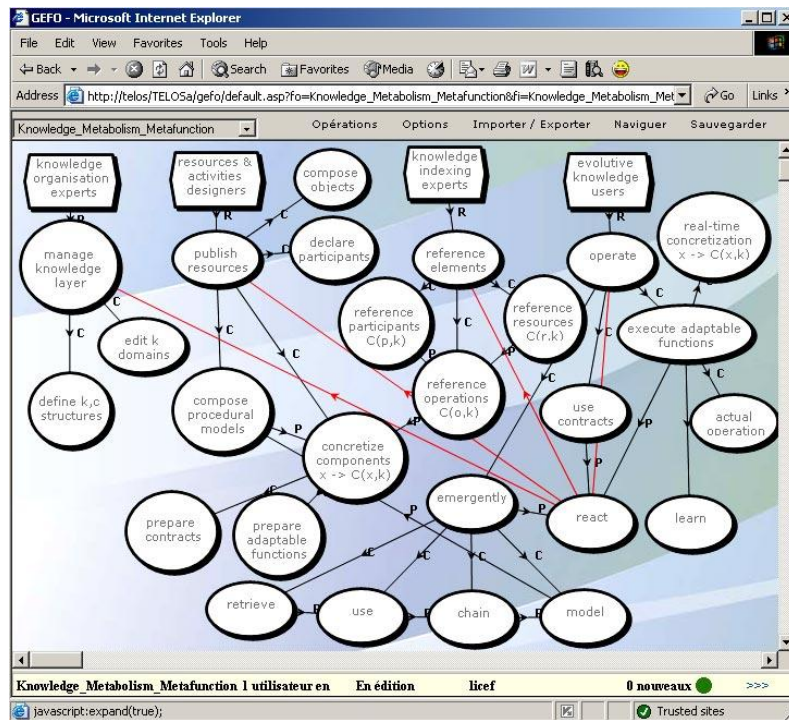 GEFO - Microsoft Internet Explorer
File Edit View Favorites Tools Help
Back Search Favorites Media
Address http://telos/TELOSa/gefo/default.asp?fo=Knowledge_Metabolism_Metafunction&fi=Knowledge_Metabolism_Met Go Links
Knowledge_Metabolism_Metafunction Opérations Options Importer / Exporter Naviguer Sauvegarder
knowledge
organisation
experts
resources &
activities
designers
compose
objects
knowledge
indexing
experts
evolutive
knowledge
users
real-time
concretization
x -> C(x,k)
R
R
R
R
C
C
C
manage
knowledge
layer
publish
resources
declare
participants
reference
elements
operate
C
C
C
C
C
C
C
C
C
C
C
reference
participants
C(p,k)
reference
resources
C(r,k)
execute adaptable
functions
edit k
domains
P
P
define k,c
structures
compose
procedural
models
reference
operations
C(o,k)
use
contracts
actual
operation
P
P
P
P
concretize
components
x -> C(x,k)
emergently
react
learn
prepare
contracts
prepare
adaptable
functions
P
P
C
C
C
C
retrieve
use
chain
model
P
P
P
Knowledge_Metabolism_Metafunction 1 utilisateur en En édition licef 0 nouveaux >>>
javascript:expand(true); Trusted sites